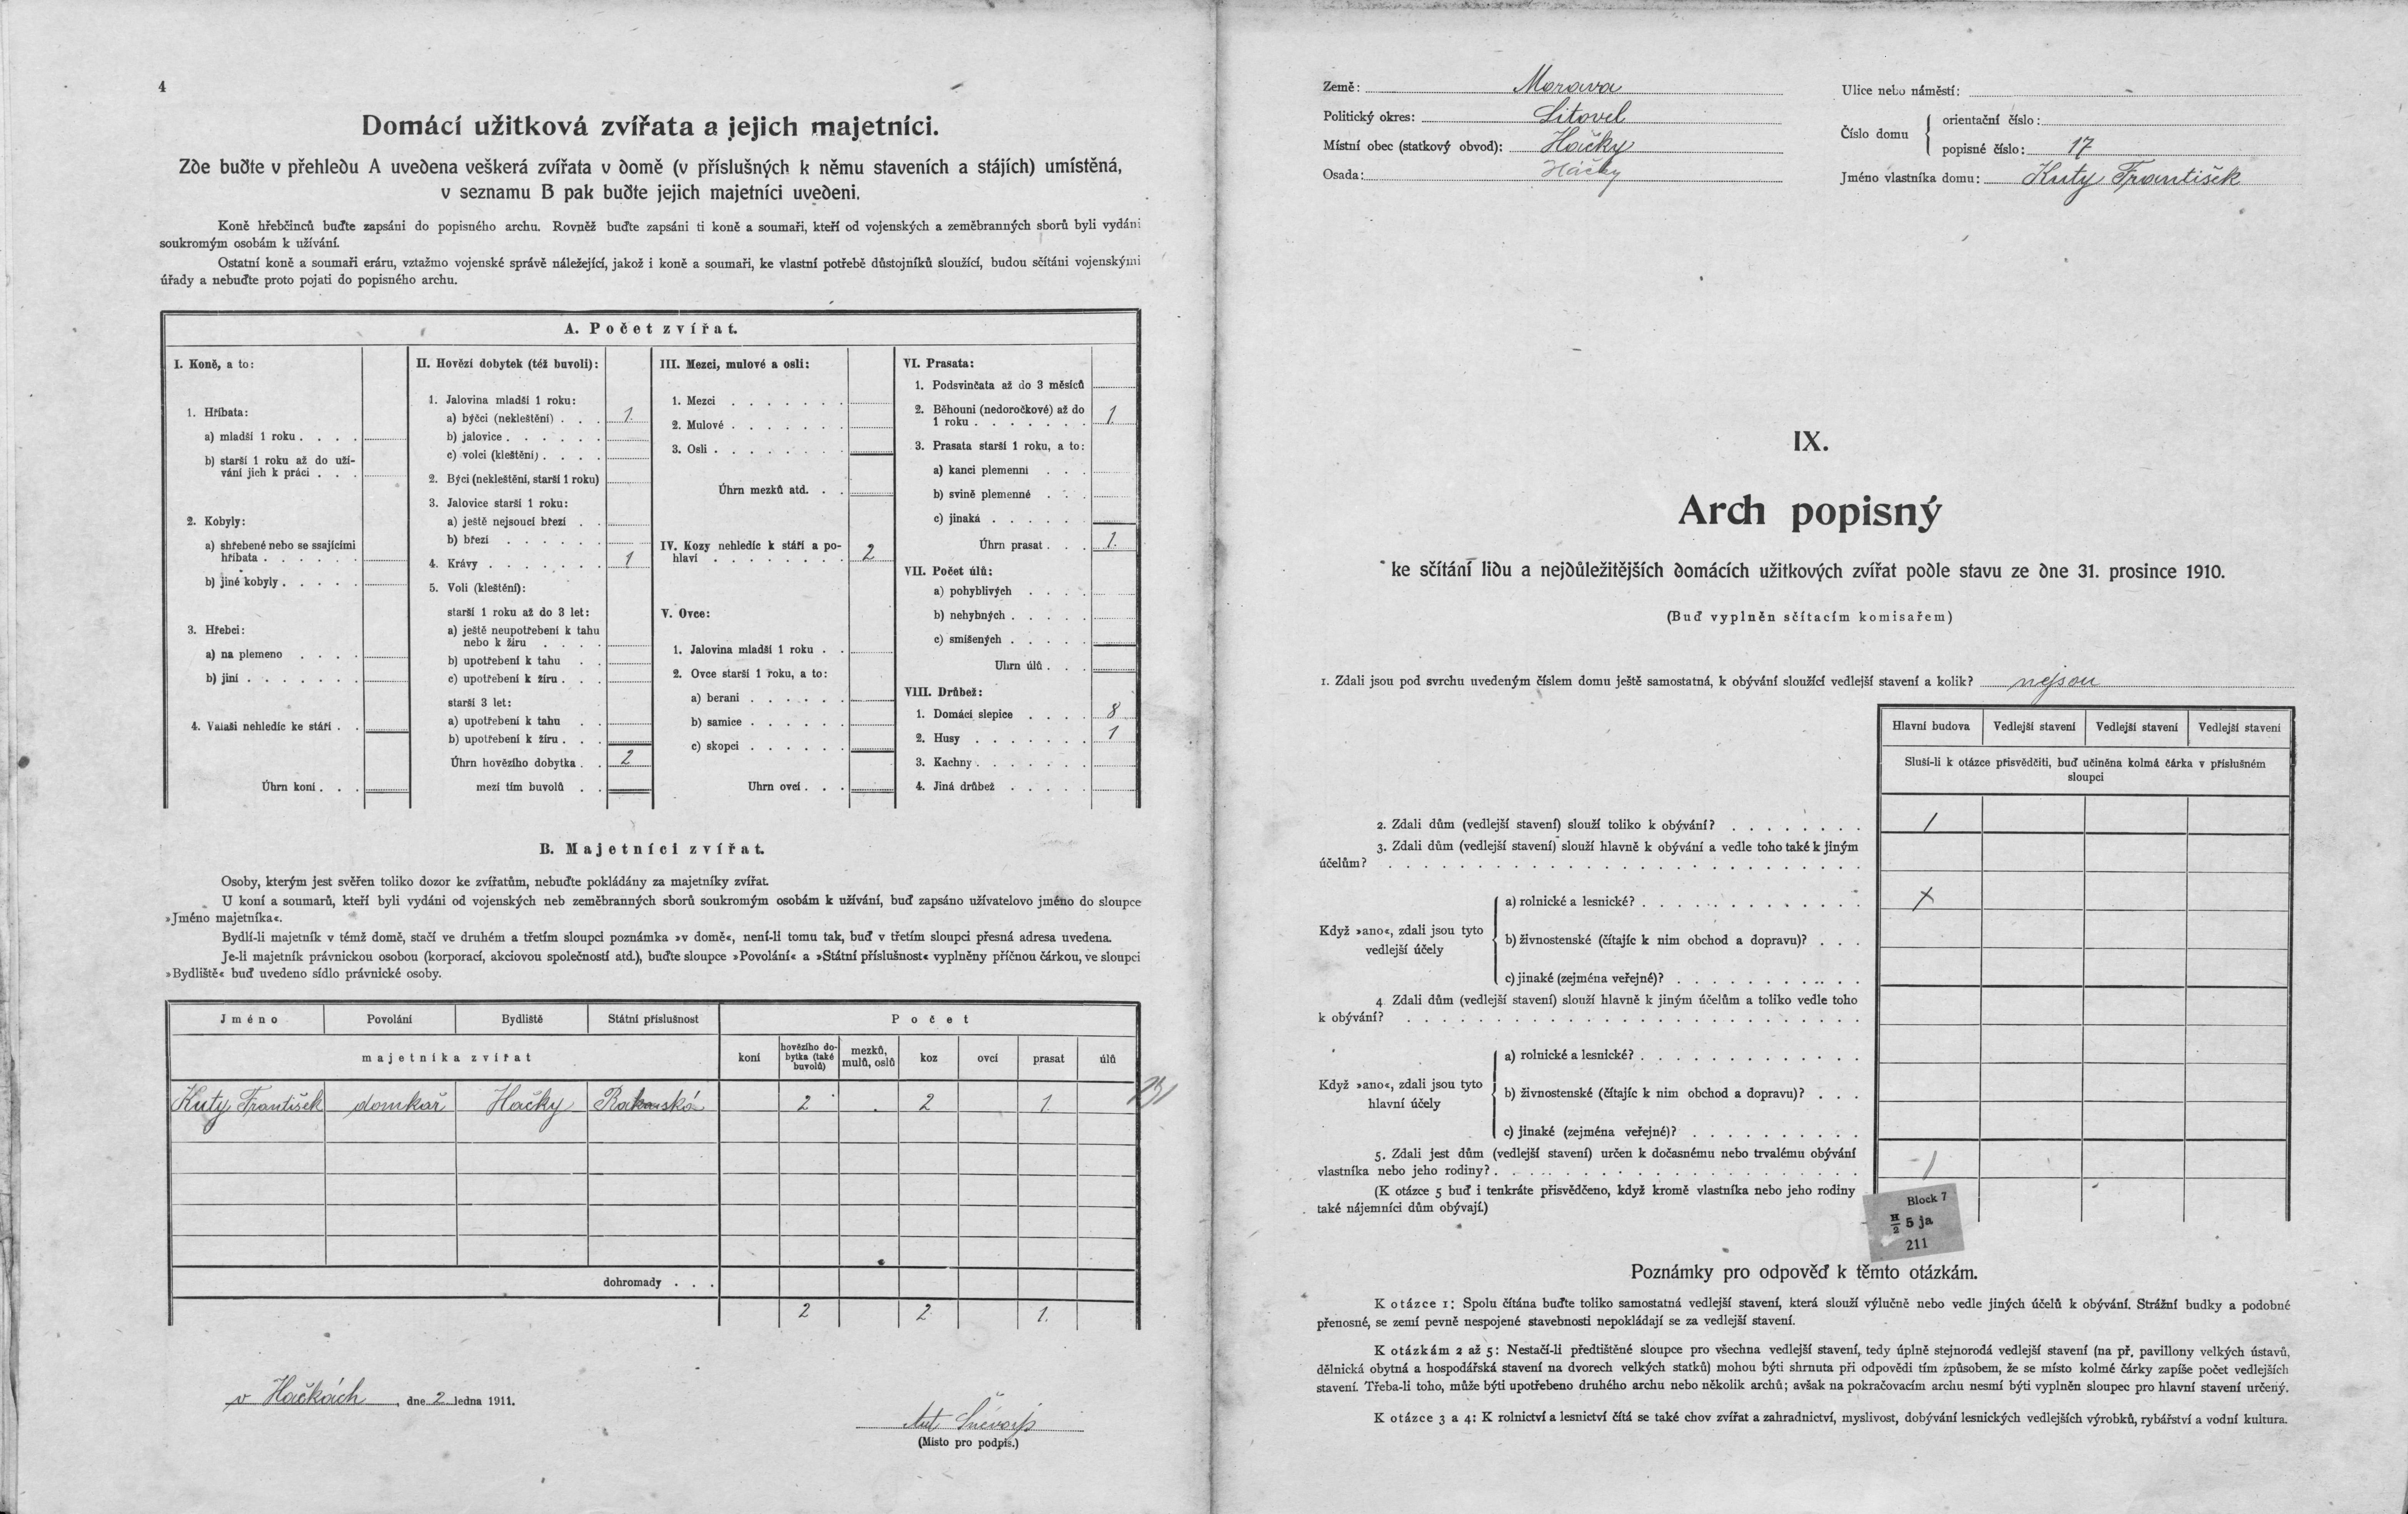 4
Domácí užitková zvířata a jejich majetníci.
Zde buďte v přehledu A uvedena veškerá zvířata v domě (v příslušných k němu staveních a stájích) umístěná,
v seznamu B pak buďte jejich majetníci uvedeni.
Koně hřebčinců buďte zapsáni do popisného archu. Rovněž buďte zapsáni ti koně a soumaři, kteří od vojenských a zeměbranných sborů byli vydáni
soukromým osobám k užívání.
Ostatní koně a soumaři eráru, vztažmo vojenské správě náležející, jakož i koně a soumaři, ke vlastní potřebě důstojníků sloužící, budou sčítáni vojenskými
úřady a nebuďte proto pojati do popisného archu.
A. Počet zvířat.
I. Koně, a to:
1. Hříbata:
a) mladší 1 roku . . . .
b) starší 1 roku až do uží-
vání jich k práci . . .
2. Kobyly:
a) shřebené nebo se ssajícími
hříbata . . . . . .
b) jiné kobyly . . . . .
3. Hřebci:
a) na plemeno . . . .
b) jiní . . . . . . .
4. Valaši nehledíc ke stáří . .
Úhrn koní . . .
II. Hovězí dobytek (též buvoli):
1. Jalovina mladší 1 roku:
a) býčci (nekleštění) . . . 1
b) jalovice . . . . . .
c) volci (kleštění) . . . .
2. Býci (nekleštění, starší 1 roku)
3. Jalovice starší 1 roku:
a) ještě nejsoucí březí . .
b) březí . . . . . .
4. Krávy . . . . . . . 1
5. Voli (kleštění):
starší 1 roku až do 3 let:
a) ještě neupotřebení k tahu
nebo k žíru . . . .
b) upotřebení k tahu . .
c) upotřebení k žíru . . .
starší 3 let:
a) upotřebení k tahu . .
b) upotřebení k žíru . . .
Úhrn hovězího dobytka . . 2
mezi tím buvolů . .
III. Mezci, mulové a osli:
1. Mezci . . . . . . .
2. Mulové . . . . . . .
3. Osli . . . . . . . .
Úhrn mezků atd. . .
IV. Kozy nehledíc k stáří a po-
hlaví . . . . . . . . 2
V. Ovce:
1. Jalovina mladší 1 roku . .
2. Ovce starší 1 roku, a to:
a) berani . . . . . .
b) samice . . . . . .
c) skopci . . . . . .
Uhrn ovcí . . .
VI. Prasata:
1. Podsvinčata až do 3 měsíců
2. Běhouni (nedoročkové) až do
1 roku . . . . . . . 1
3. Prasata starší 1 roku, a to:
a) kanci plemenní . . .
b) svině plemenné . . .
c) jinaká . . . . . .
Úhrn prasat . . . 1
VII. Počet úlů:
a) pohyblivých . . . .
b) nehybných . . . . .
c) smíšených . . . . .
Uhrn úlů . . .
VIII. Drůbež:
1. Domácí slepice . . . . 8
2. Husy . . . . . . . 1
3. Kachny . . . . . . .
4. Jiná drůbež . . . . .
B. Majetníci zvířat.
Osoby, kterým jest svěřen toliko dozor ke zvířatům, nebuďte pokládány za majetníky zvířat.
U koní a soumarů, kteří byli vydáni od vojenských neb zeměbranných sborů soukromým osobám k užívání, buď zapsáno uživatelovo jméno do sloupce
»Jméno majetníka«.
Bydlí-li majetník v témž domě, stačí ve druhém a třetím sloupci poznámka »v domě«, není-li tomu tak, buď v třetím sloupci přesná adresa uvedena.
Je-li majetník právnickou osobou (korporací, akciovou společností atd.), buďte sloupce »Povolání« a »Státní příslušnost« vyplněny příčnou čárkou, ve sloupci
»Bydliště« buď uvedeno sídlo právnické osoby.
Jméno Povolání Bydliště Státní příslušnost Počet
majetníka zvířat
koní
hovězího do-
bytka (také
buvolů)
mezků,
mulů, oslů
koz ovcí prasat úlů
Kuty František domkař Hačky Rakouská 2 2 1
dohromady . . .
2 2 1.
v Hačkách, dne 2 ledna 1911.
Ant
(Místo pro podpis.)
Země: Morava
Politický okres: Litovel
Místní obec (statkový obvod): Hačky
Osada: Háčky
Ulice nebo náměstí:
Číslo domu
orientační číslo:
popisné číslo: 17
Jméno vlastníka domu: Kuty František
IX.
Arch popisný
ke sčítání lidu a nejdůležitějších domácích užitkových zvířat podle stavu ze dne 31. prosince 1910.
(Buď vyplněn sčítacím komisařem)
1. Zdali jsou pod svrchu uvedeným číslem domu ještě samostatná, k obývání sloužící vedlejší stavení a kolik? nejsou
Hlavní budova Vedlejší stavení Vedlejší stavení Vedlejší stavení
Sluší-li k otázce přisvědčiti, buď učiněna kolmá čárka v příslušném
sloupci
2. Zdali dům (vedlejší stavení) slouží toliko k obývání? . . . . . . . . /
3. Zdali dům (vedlejší stavení) slouží hlavně k obývání a vedle toho také k jiným
účelům?
Když »ano«, zdali jsou tyto
vedlejší účely
a) rolnické a lesnické? . . . . . . . . . . . . x
b) živnostenské (čítajíc k nim obchod a dopravu)? . . .
c) jinaké (zejména veřejné)? . . . . . . . . . . .
4 Zdali dům (vedlejší stavení) slouží hlavně k jiným účelům a toliko vedle toho
k obývání?
Když »ano«, zdali jsou tyto
hlavní účely
a) rolnické a lesnické? . . . . . . . . . . . .
b) živnostenské (čítajíc k nim obchod a dopravu)? . . .
c) jinaké (zejména veřejné)? . . . . . . . . . .
5. Zdali jest dům (vedlejší stavení) určen k dočasnému nebo trvalému obývání
vlastníka nebo jeho rodiny? /
(K otázce 5 buď i tenkráte přisvědčeno, když kromě vlastníka nebo jeho rodiny
také nájemníci dům obývají.)
Block 7
H/2 5 ja
211
Poznámky pro odpověď k těmto otázkám.
K otázce 1: Spolu čítána buďte toliko samostatná vedlejší stavení, která slouží výlučně nebo vedle jiných účelů k obývání. Strážní budky a podobné
přenosné, se zemí pevně nespojené stavebnosti nepokládají se za vedlejší stavení.
K otázkám 2 až 5: Nestačí-li předtištěné sloupce pro všechna vedlejší stavení, tedy úplně stejnorodá vedlejší stavení (na př. pavillony velkých ústavů,
dělnická obytná a hospodářská stavení na dvorech velkých statků) mohou býti shrnuta při odpovědi tím způsobem, že se místo kolmé čárky zapíše počet vedlejších
stavení. Třeba-li toho, může býti upotřebeno druhého archu nebo několik archů; avšak na pokračovacím archu nesmí býti vyplněn sloupec pro hlavní stavení určený.
K otázce 3 a 4: K rolnictví a lesnictví čítá se také chov zvířat a zahradnictví, myslivost, dobývání lesnických vedlejších výrobků, rybářství a vodní kultura.